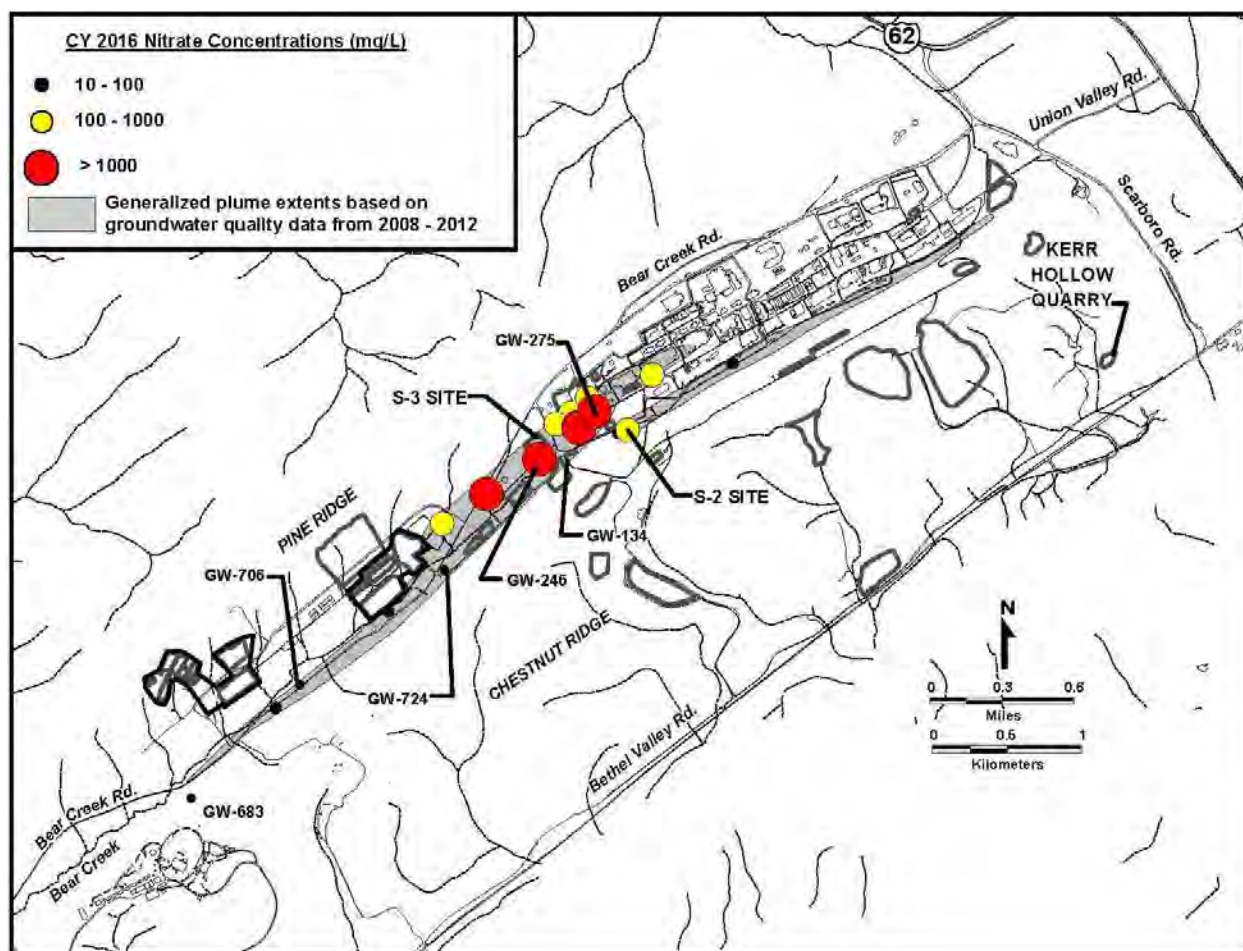 CY 2016 Nitrate Concentrations (mg/L)
10 - 100
100 - 1000
> 1000
Generalized plume extents based on
groundwater quality data from 2008 - 2012
62
Union Valley Rd.
Scarboro Rd.
Bear Creek Rd.
KERR
HOLLOW
QUARRY
GW-275
S-3 SITE
S-2 SITE
PINE RIDGE
GW-134
GW-706
GW-246
CHESTNUT RIDGE
GW-724
N
0 0.3 0.6
Miles
0 0.5 1
Kilometers
Bethel Valley Rd.
Bear Creek Rd.
GW-683
Bear Creek